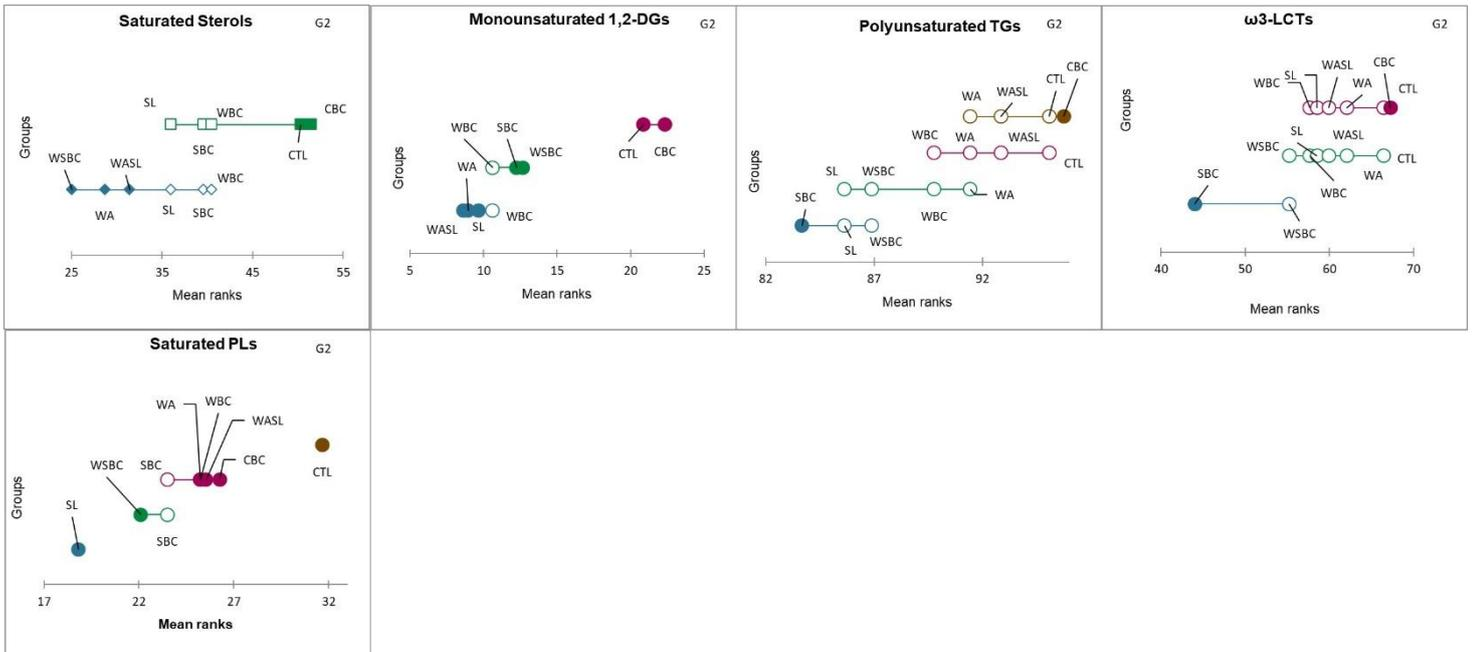 Saturated Sterols G2
SL WBC CBC
SBC CTL
WSBC WASL WBC
WA SL SBC
Groups
25 35 45 55
Mean ranks
Monounsaturated 1,2-DGs G2
CTL CBC
WBC SBC WSBC
WA
WASL SL WBC
Groups
5 10 15 20 25
Mean ranks
Polyunsaturated TGs G2
WA WASL CTL CBC
WBC WA WASL CTL
SL WSBC WBC WA
SBC SL WSBC
Groups
82 87 92
Mean ranks
ω3-LCTs G2
WBC SL WASL WA CBC CTL
WSBC SL WBC WASL WA CTL
SBC WSBC
Groups
40 50 60 70
Mean ranks
Saturated PLs G2
WA WBC WASL
CBC
CTL
WSBC SBC
SL SBC
Groups
17 22 27 32
Mean ranks